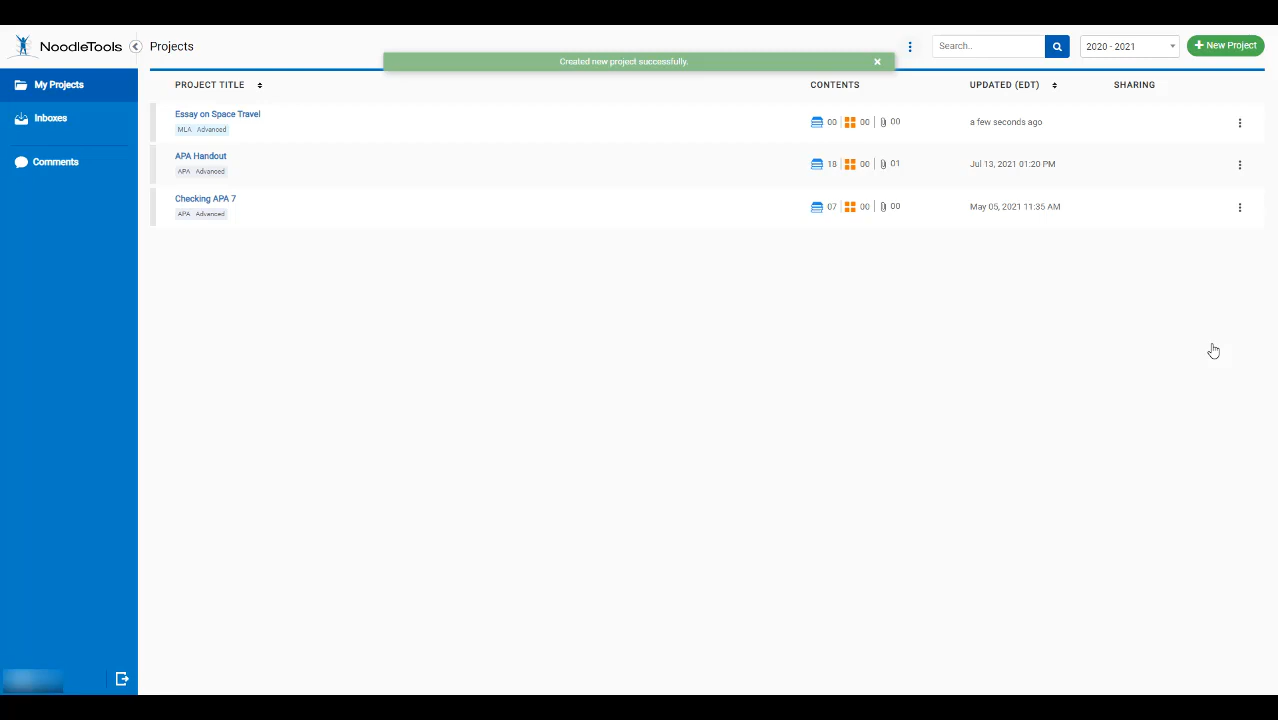 NoodleTools
Projects
Search..
2020 - 2021
New Project
Created new project successfully.
My Projects
Inboxes
Comments
PROJECT TITLE
CONTENTS
UPDATED (EDT)
SHARING
Essay on Space Travel
MLA Advanced
00 00 00
a few seconds ago
APA Handout
APA Advanced
18 00 01
Jul 13, 2021 01:20 PM
Checking APA 7
APA Advanced
07 00 00
May 05, 2021 11:35 AM